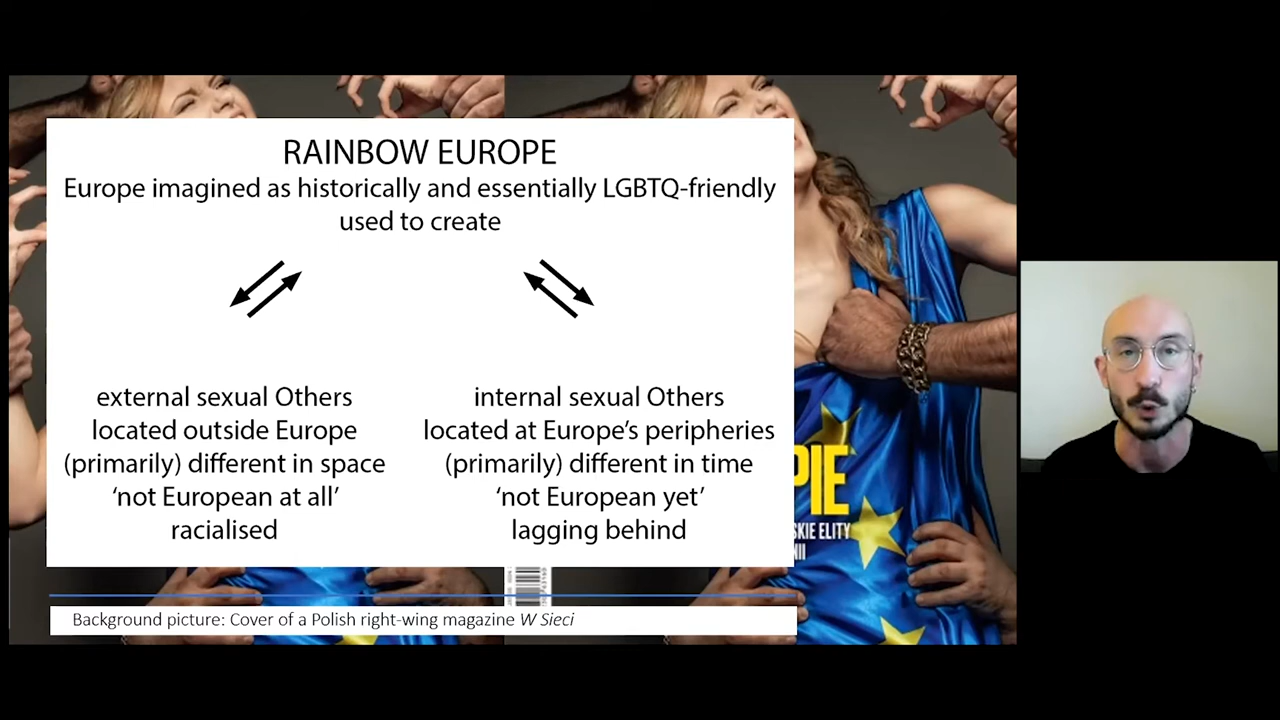 RAINBOW EUROPE
Europe imagined as historically and essentially LGBTQ-friendly
used to create
external sexual Others
located outside Europe
(primarily) different in space
‘not European at all’
racialised
internal sexual Others
located at Europe’s peripheries
(primarily) different in time
‘not European yet’
lagging behind
PIE
SKIE ELITY
NII
Background picture: Cover of a Polish right-wing magazine W Sieci